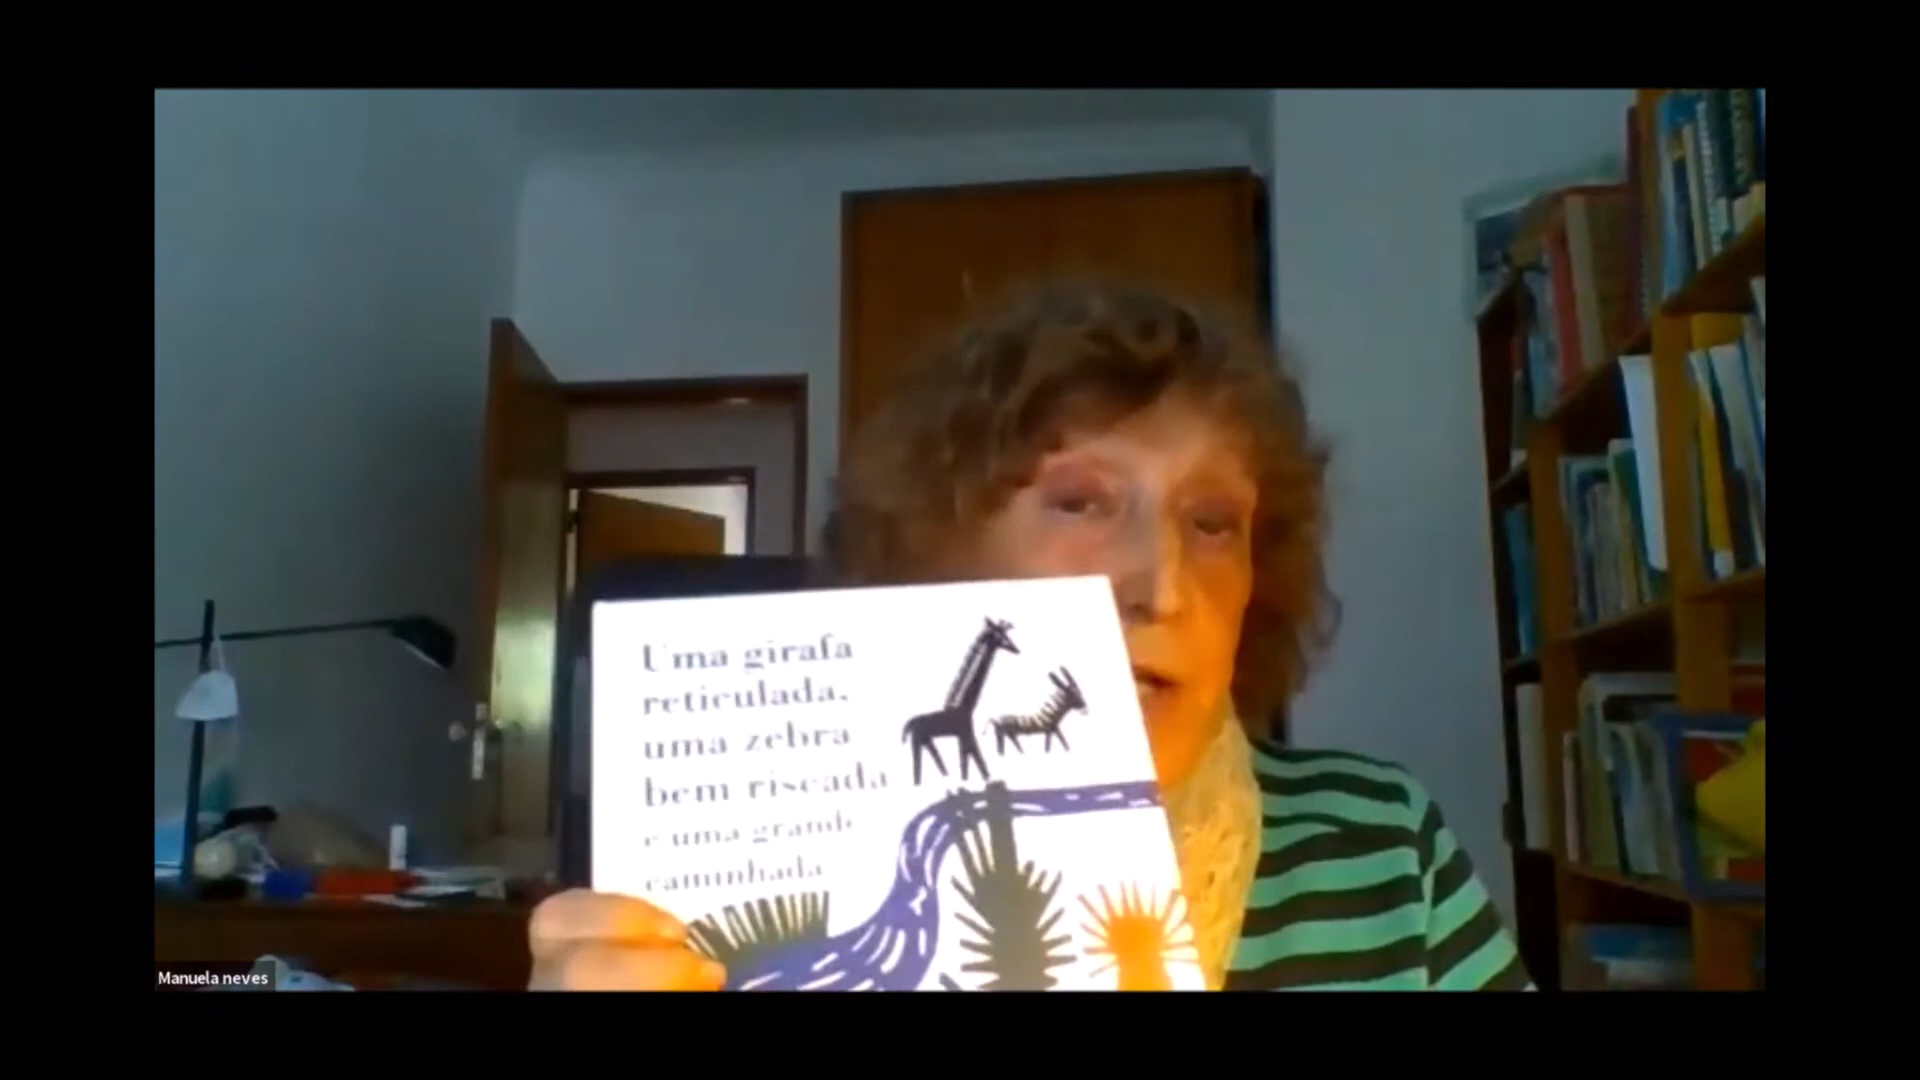 Uma girafa
reticulada,
uma zebra
bem riscada
e uma grande
caminhada
Manuela neves